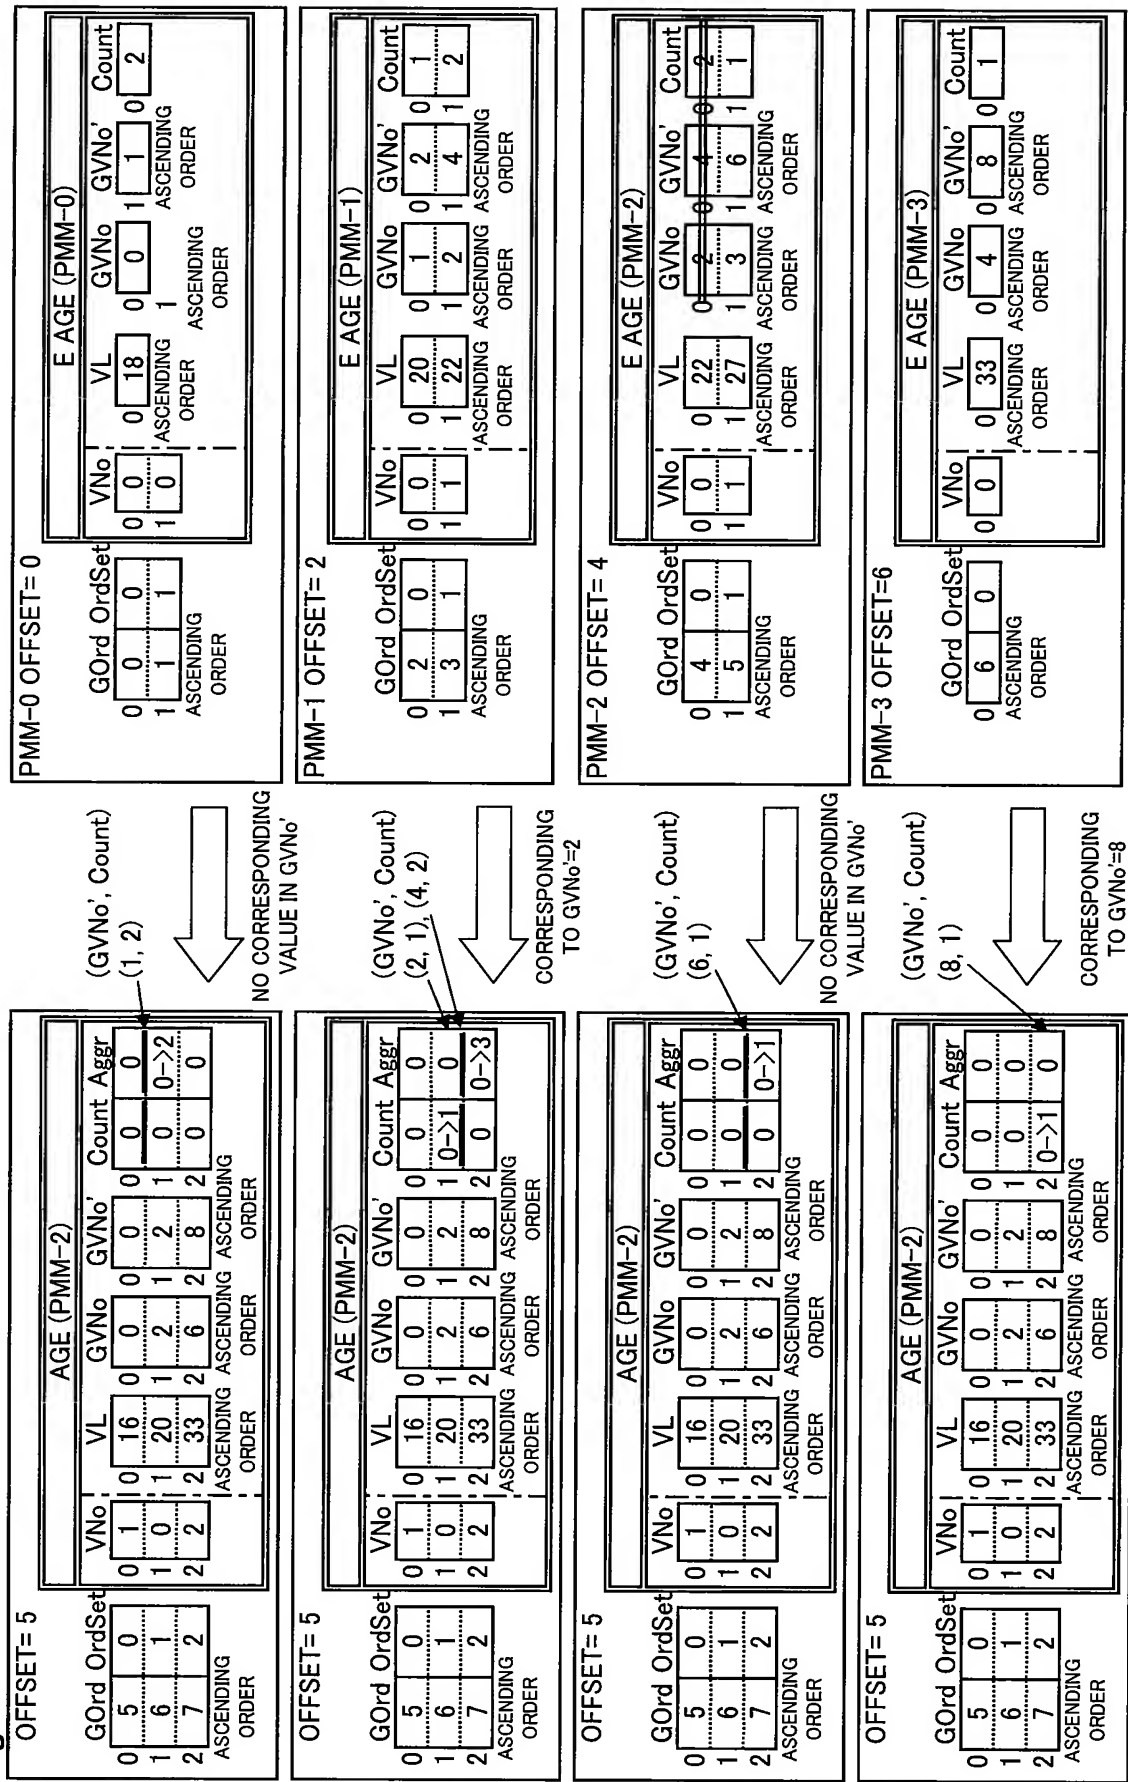 OFFSET= 5
AGE (PMM-2)
GOrd OrdSet VNo VL GVNo GVNo' Count Aggr
0 5 0 0 1 0 16 0 0 0 0 0 0 0
1 6 1 1 0 1 20 1 2 1 2 1 0 0->2
2 7 2 2 2 2 33 2 6 2 8 2 0 0
ASCENDING ASCENDING ASCENDING ASCENDING
ORDER ORDER ORDER ORDER
(GVNo', Count)
(1, 2)
NO CORRESPONDING
VALUE IN GVNo'
PMM-0 OFFSET= 0
E AGE (PMM-0)
GOrd OrdSet VNo VL GVNo GVNo' Count
0 0 0 0 0 0 18 0 0 1 1 0 2
1 1 1 1 0 1
ASCENDING ASCENDING ASCENDING ASCENDING
ORDER ORDER ORDER ORDER
OFFSET= 5
AGE (PMM-2)
GOrd OrdSet VNo VL GVNo GVNo' Count Aggr
0 5 0 0 1 0 16 0 0 0 0 0 0 0
1 6 1 1 0 1 20 1 2 1 2 1 0->1 0
2 7 2 2 2 2 33 2 6 2 8 2 0 0->3
ASCENDING ASCENDING ASCENDING ASCENDING
ORDER ORDER ORDER ORDER
(GVNo', Count)
(2, 1), (4, 2)
CORRESPONDING
TO GVNo'=2
PMM-1 OFFSET= 2
E AGE (PMM-1)
GOrd OrdSet VNo VL GVNo GVNo' Count
0 2 0 0 0 0 20 0 1 0 2 0 1
1 3 1 1 1 1 22 1 2 1 4 1 2
ASCENDING ASCENDING ASCENDING ASCENDING
ORDER ORDER ORDER ORDER
OFFSET= 5
AGE (PMM-2)
GOrd OrdSet VNo VL GVNo GVNo' Count Aggr
0 5 0 0 1 0 16 0 0 0 0 0 0 0
1 6 1 1 0 1 20 1 2 1 2 1 0 0
2 7 2 2 2 2 33 2 6 2 8 2 0 0->1
ASCENDING ASCENDING ASCENDING ASCENDING
ORDER ORDER ORDER ORDER
(GVNo', Count)
(6, 1)
NO CORRESPONDING
VALUE IN GVNo'
PMM-2 OFFSET= 4
E AGE (PMM-2)
GOrd OrdSet VNo VL GVNo GVNo' Count
0 4 0 0 0 0 22 0 2 0 4 0 2
1 5 1 1 1 1 27 1 3 1 6 1 1
ASCENDING ASCENDING ASCENDING ASCENDING
ORDER ORDER ORDER ORDER
OFFSET= 5
AGE (PMM-2)
GOrd OrdSet VNo VL GVNo GVNo' Count Aggr
0 5 0 0 1 0 16 0 0 0 0 0 0 0
1 6 1 1 0 1 20 1 2 1 2 1 0 0
2 7 2 2 2 2 33 2 6 2 8 2 0->1 0
ASCENDING ASCENDING ASCENDING ASCENDING
ORDER ORDER ORDER ORDER
(GVNo', Count)
(8, 1)
CORRESPONDING
TO GVNo'=8
PMM-3 OFFSET=6
E AGE (PMM-3)
GOrd OrdSet VNo VL GVNo GVNo' Count
0 6 0 0 0 0 33 0 4 0 8 0 1
ASCENDING ASCENDING ASCENDING ASCENDING
ORDER ORDER ORDER ORDER